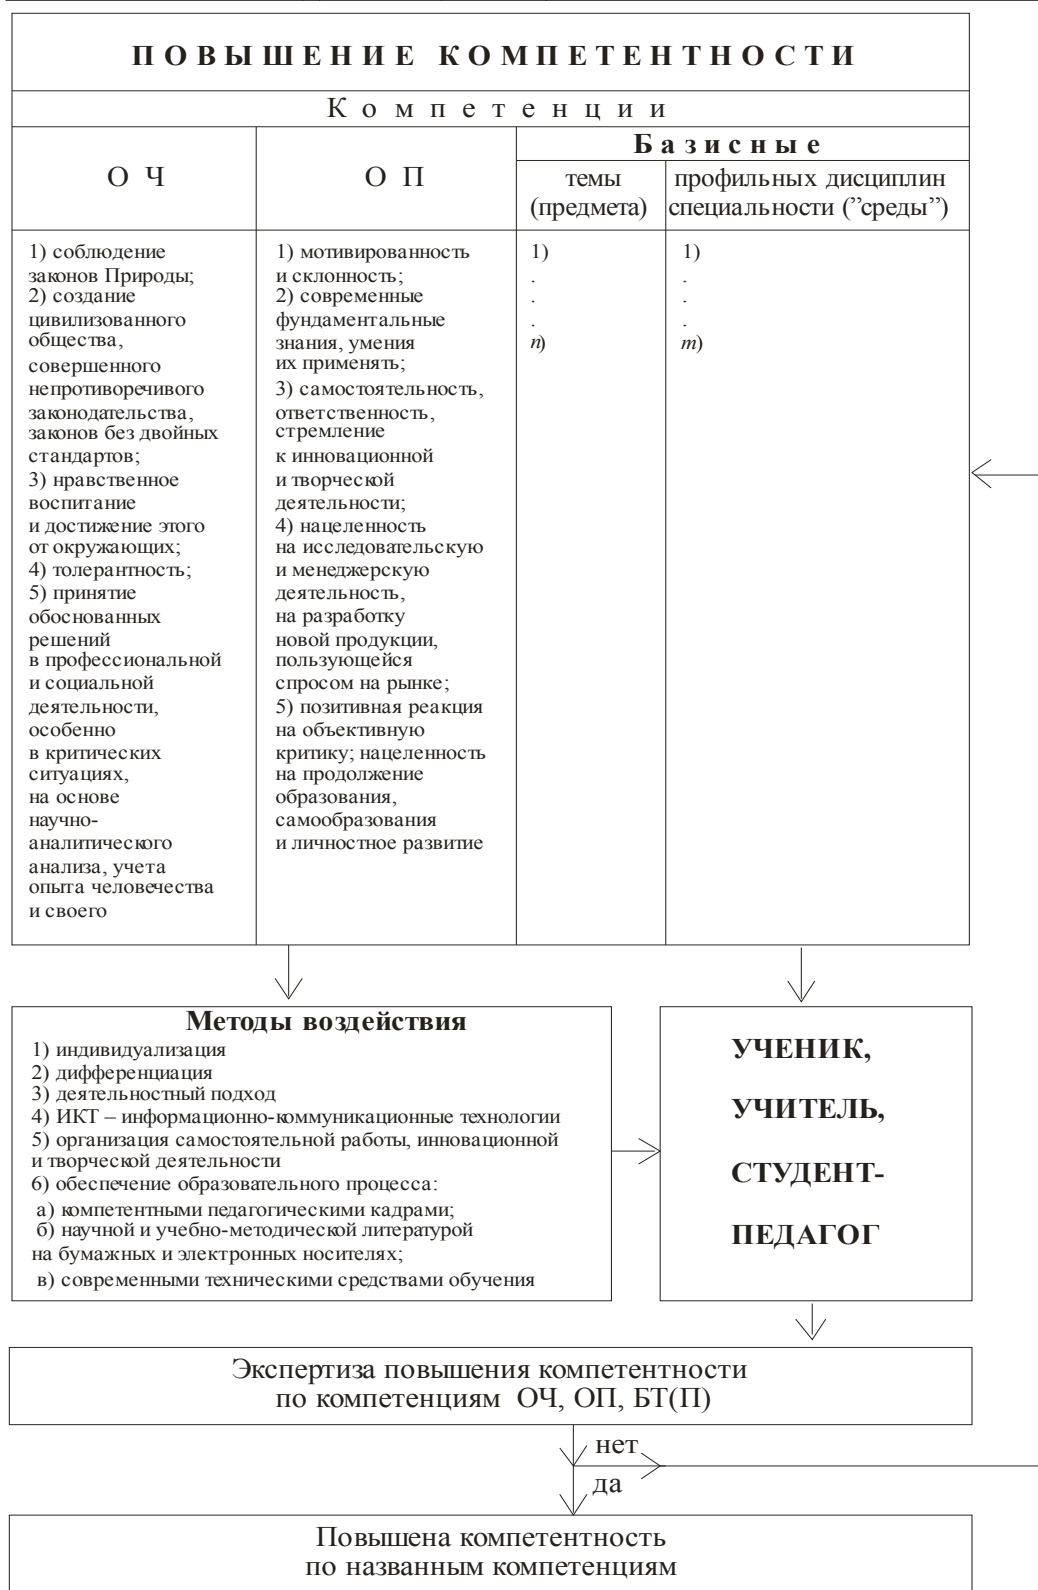 ПОВЫШЕНИЕ КОМПЕТЕНТНОСТИ
Компетенции
ОЧ
ОП
Базисные
темы
(предмета)
профильных дисциплин
специальности ("среды")
1) соблюдение
законов Природы;
2) создание
цивилизованного
общества,
совершенного
непротиворечивого
законодательства,
законов без двойных
стандартов;
3) нравственное
воспитание
и достижение этого
от окружающих;
4) толерантность;
5) принятие
обоснованных
решений
в профессиональной
и социальной
деятельности,
особенно
в критических
ситуациях,
на основе
научно-
аналитического
анализа, учета
опыта человечества
и своего
1) мотивированность
и склонность;
2) современные
фундаментальные
знания, умения
их применять;
3) самостоятельность,
ответственность,
стремление
к инновационной
и творческой
деятельности;
4) нацеленность
на исследовательскую
и менеджерскую
деятельность,
на разработку
новой продукции,
пользующейся
спросом на рынке;
5) позитивная реакция
на объективную
критику; нацеленность
на продолжение
образования,
самообразования
и личностное развитие
1)
.
.
.
n)
1)
.
.
.
m)
Методы воздействия
1) индивидуализация
2) дифференциация
3) деятельностный подход
4) ИКТ – информационно-коммуникационные технологии
5) организация самостоятельной работы, инновационной
и творческой деятельности
6) обеспечение образовательного процесса:
а) компетентными педагогическими кадрами;
б) научной и учебно-методической литературой
на бумажных и электронных носителях;
в) современными техническими средствами обучения
УЧЕНИК,
УЧИТЕЛЬ,
СТУДЕНТ-
ПЕДАГОГ
Экспертиза повышения компетентности
по компетенциям ОЧ, ОП, БТ(П)
нет
да
Повышена компетентность
по названным компетенциям